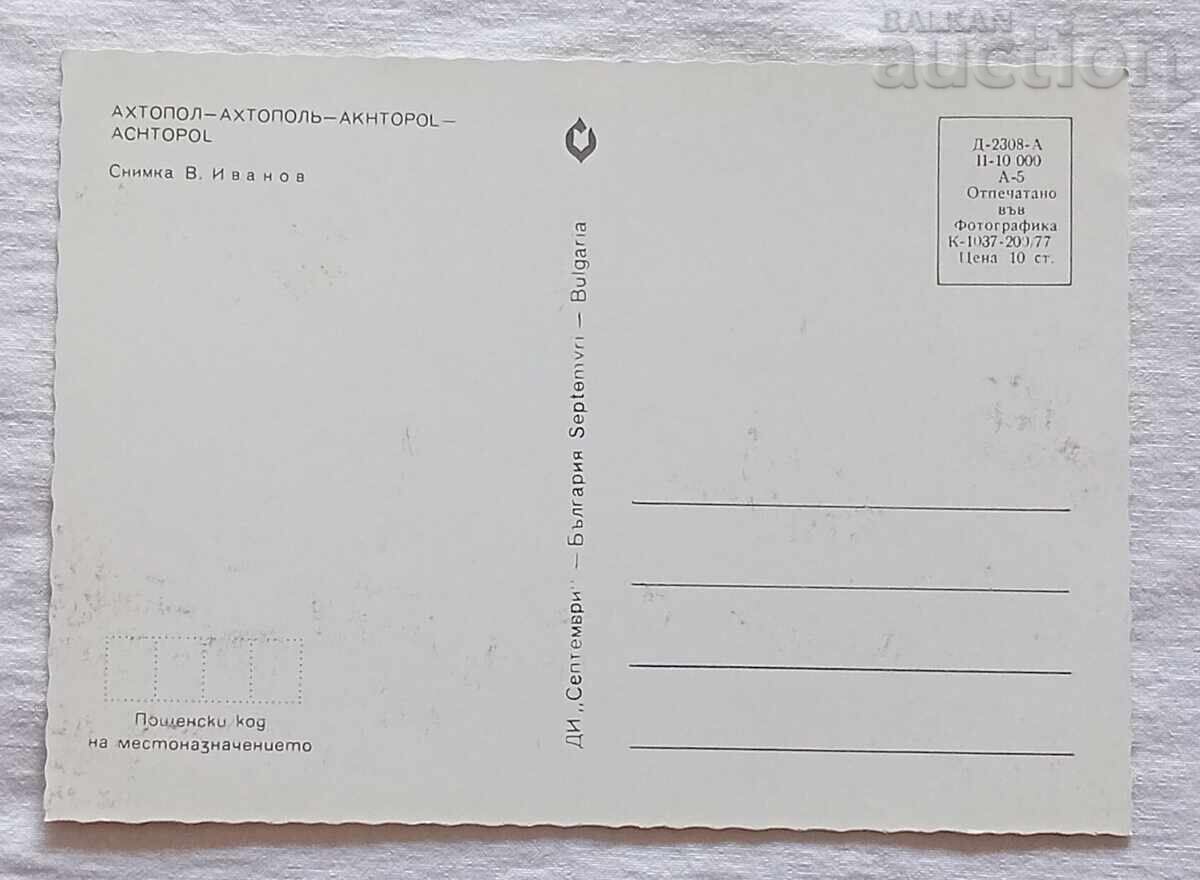 BALKAN
auction
АХТОПОЛ—АХТОПОЛЬ—AKHTOPOL—
ACHTOPOL
Снимка В. Иванов
ДИ „Септември" — България Septemvri — Bulgaria
Д-2308-А
II-10 000
А-5
Отпечатано
във
Фотографика
К-1037-200/77
Цена 10 ст.
Пощенски код
на местоназначението